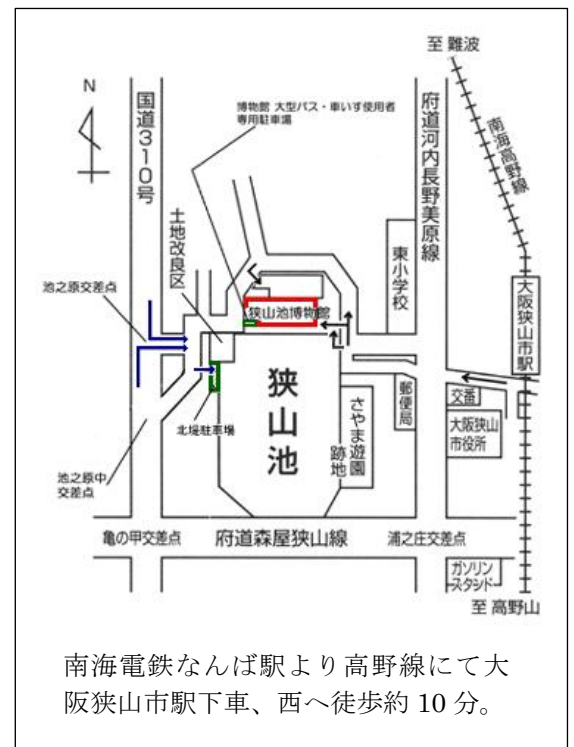 至 難波
N
国道310号
博物館 大型バス・車いす使用者
専用駐車場
府道河内長野美原線
南海高野線
土地改良区
東小学校
池之原交差点
狭山池博物館
大阪狭山市駅
狭山池
北堤駐車場
さやま遊園
跡地
郵便局
交番
大阪狭山
市役所
池之原中
交差点
亀の甲交差点
府道森屋狭山線
浦之庄交差点
ガソリン
スタンド
至 高野山
南海電鉄なんば駅より高野線にて大
阪狭山市駅下車、西へ徒歩約 10 分。